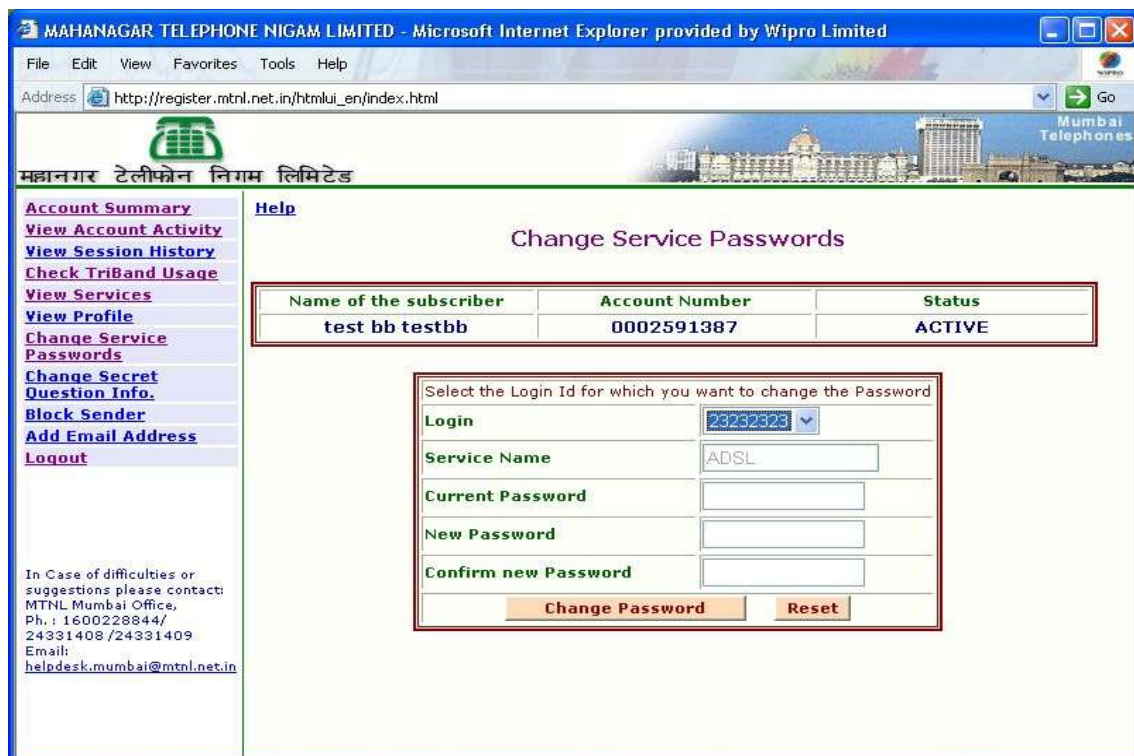 MAHANAGAR TELEPHONE NIGAM LIMITED - Microsoft Internet Explorer provided by Wipro Limited
File Edit View Favorites Tools Help
WIPRO
Address http://register.mtnl.net.in/htmlui_en/index.html Go
Mumbai
Telephones
महानगर टेलीफोन निगम लिमिटेड
Account Summary
View Account Activity
View Session History
Check TriBand Usage
View Services
View Profile
Change Service
Passwords
Change Secret
Question Info.
Block Sender
Add Email Address
Logout
In Case of difficulties or
suggestions please contact:
MTNL Mumbai Office,
Ph. : 1600228844/
24331408 /24331409
Email:
helpdesk.mumbai@mtnl.net.in
Help
Change Service Passwords
Name of the subscriber Account Number Status
test bb testbb 0002591387 ACTIVE
Select the Login Id for which you want to change the Password
Login 23232323
Service Name ADSL
Current Password
New Password
Confirm new Password
Change Password Reset